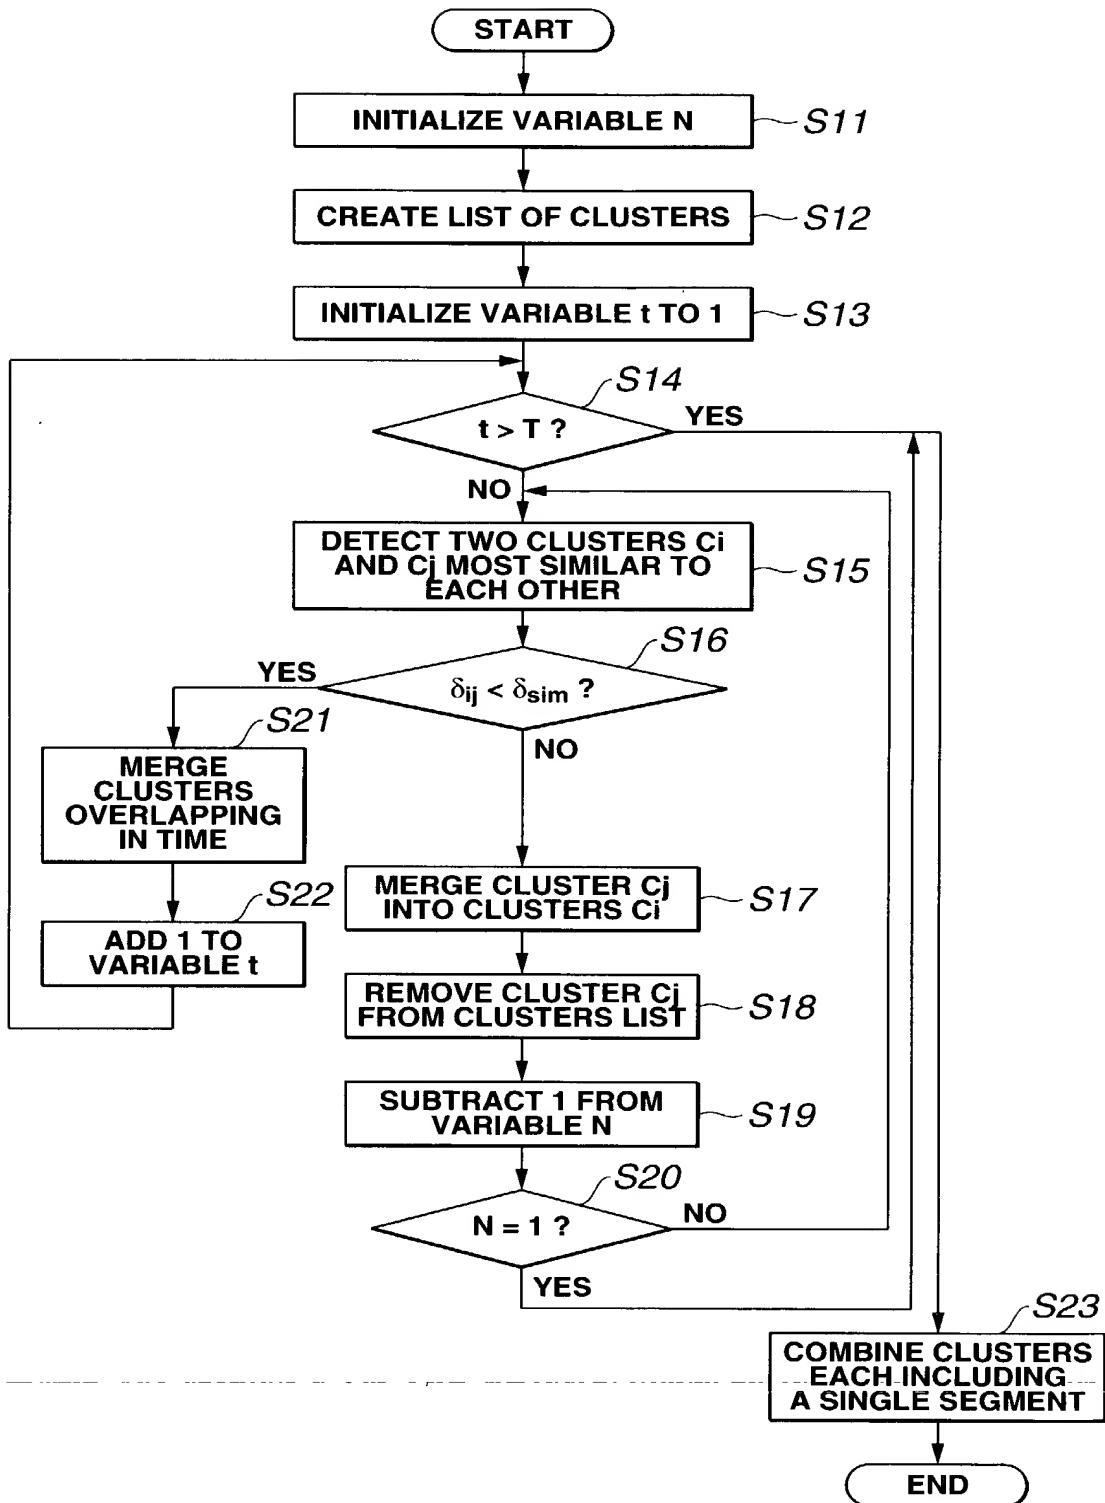 START
INITIALIZE VARIABLE N
S11
CREATE LIST OF CLUSTERS
S12
INITIALIZE VARIABLE t TO 1
S13
S14
t > T ?
YES
NO
DETECT TWO CLUSTERS Ci
AND Cj MOST SIMILAR TO
EACH OTHER
S15
S16
YES
δij < δsim ?
NO
S21
MERGE
CLUSTERS
OVERLAPPING
IN TIME
S22
ADD 1 TO
VARIABLE t
MERGE CLUSTER Cj
INTO CLUSTERS Ci
S17
REMOVE CLUSTER Cj
FROM CLUSTERS LIST
S18
SUBTRACT 1 FROM
VARIABLE N
S19
S20
N = 1 ?
NO
YES
S23
COMBINE CLUSTERS
EACH INCLUDING
A SINGLE SEGMENT
END